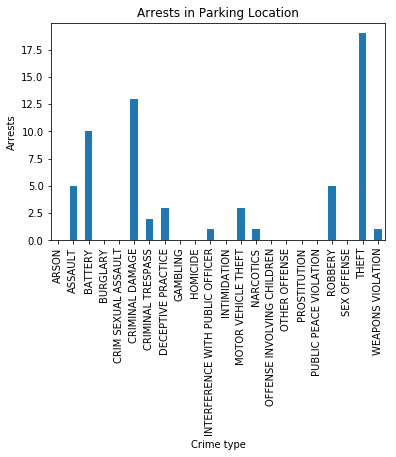 Arrests in Parking Location
Arrests
17.5
15.0
12.5
10.0
7.5
5.0
2.5
0.0
ARSON
ASSAULT
BATTERY
BURGLARY
CRIM SEXUAL ASSAULT
CRIMINAL DAMAGE
CRIMINAL TRESPASS
DECEPTIVE PRACTICE
GAMBLING
HOMICIDE
INTERFERENCE WITH PUBLIC OFFICER
INTIMIDATION
MOTOR VEHICLE THEFT
NARCOTICS
OFFENSE INVOLVING CHILDREN
OTHER OFFENSE
PROSTITUTION
PUBLIC PEACE VIOLATION
ROBBERY
SEX OFFENSE
THEFT
WEAPONS VIOLATION
Crime type